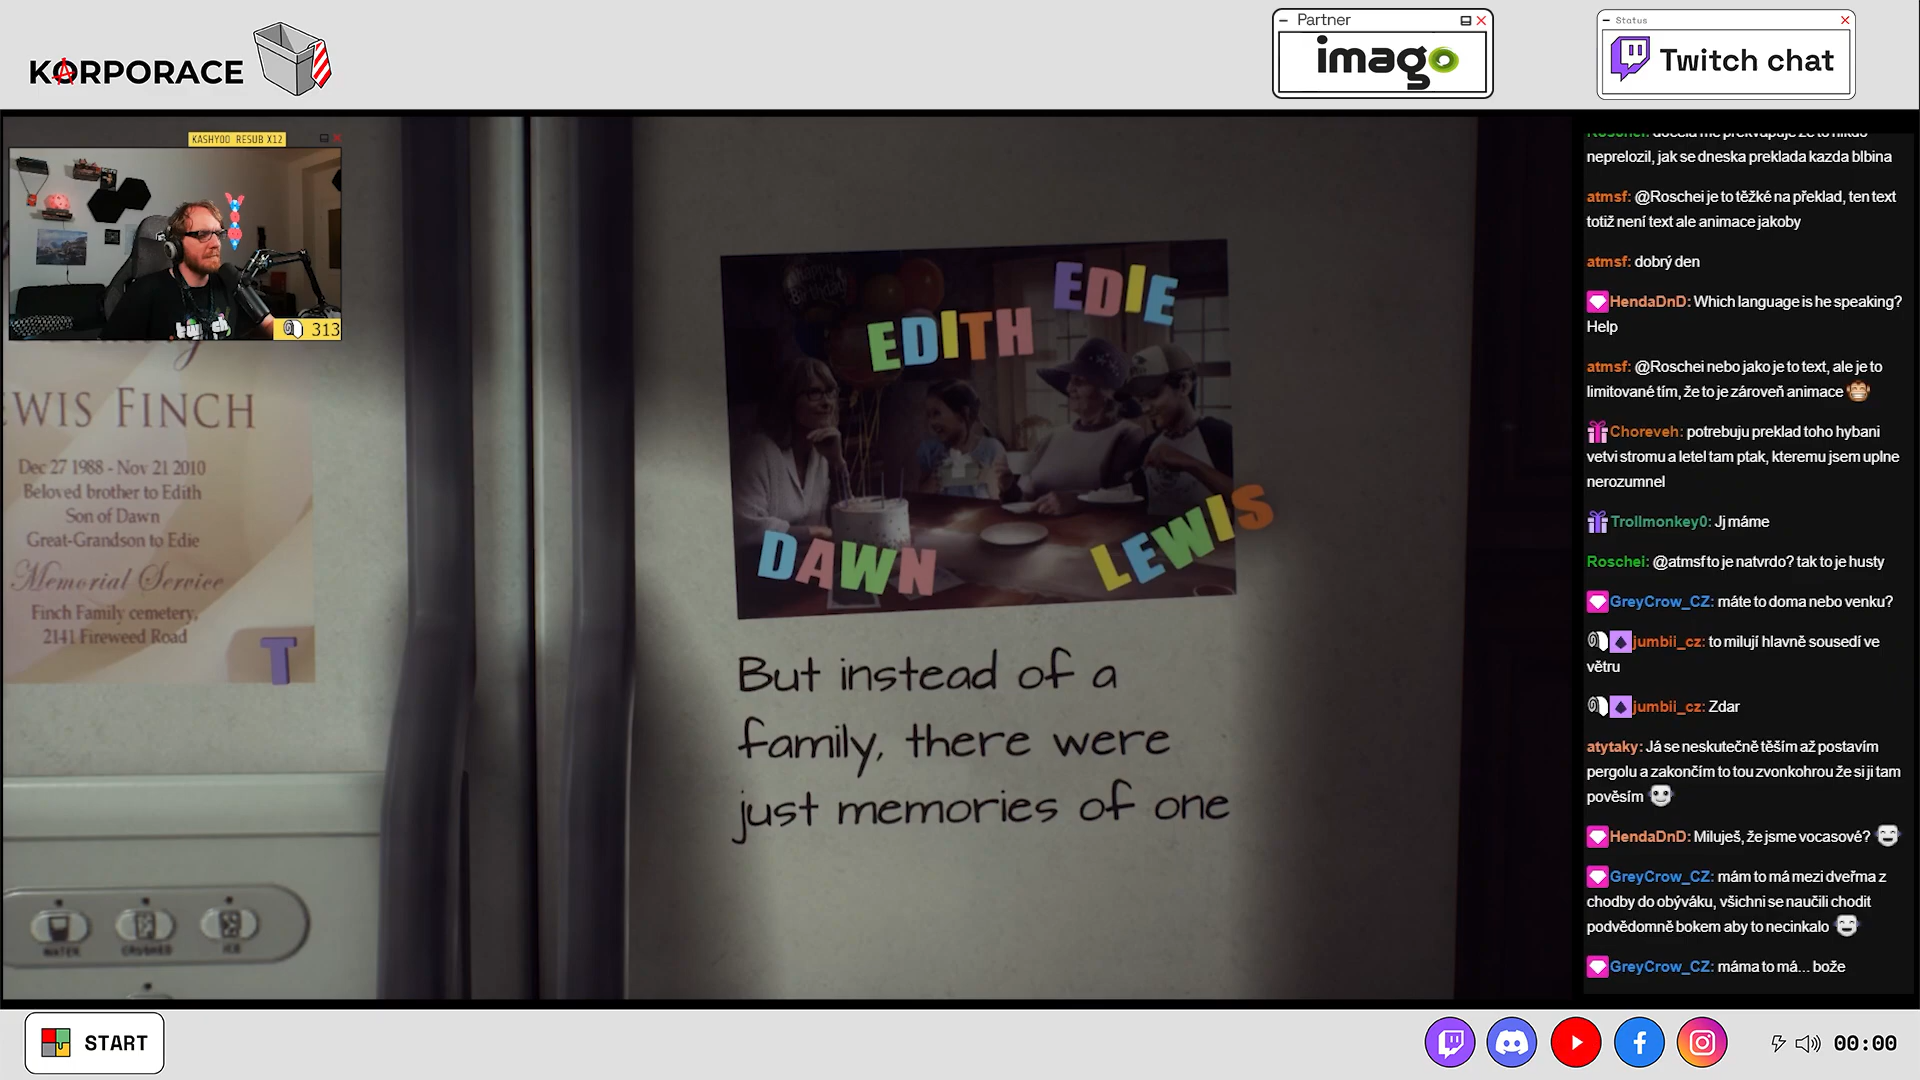 KORPORACE
Partner
imago
Status
Twitch chat
KASHYOO RESUB X12
313
FINCH
Dec 27 1988 - Nov 21 2010
Beloved brother to Edith
Son of Dawn
Great-Grandson to Edie
Memorial Service
Finch Family cemetery,
2141 Fireweed Road
T
WATER
CRUSHED
ICE
EDITH
EDIE
DAWN
LEWIS
But instead of a
family, there were
just memories of one
neprelozil, jak se dneska preklada kazda blbina
atmsf: @Roschei je to těžké na překlad, ten text
totiž není text ale animace jakoby
atmsf: dobrý den
HendaDnD: Which language is he speaking?
Help
atmsf: @Roschei nebo jako je to text, ale je to
limitované tím, že to je zároveň animace
Choreveh: potrebuju preklad toho hybani
vetvi stromu a letel tam ptak, kteremu jsem uplne
nerozumnel
Trollmonkey0: Jj máme
Roschei: @atmsf to je natvrdo? tak to je husty
GreyCrow_CZ: máte to doma nebo venku?
jumbii_cz: to milují hlavně sousedí ve
větru
jumbii_cz: Zdar
atytaky: Já se neskutečně těším až postavím
pergolu a zakončím to tou zvonkohrou že si ji tam
pověsím
HendaDnD: Miluješ, že jsme vocasové?
GreyCrow_CZ: mám to má mezi dveřma z
chodby do obýváku, všichni se naučili chodit
podvědomně bokem aby to necinkalo
GreyCrow_CZ: máma to má... bože
START
00:00